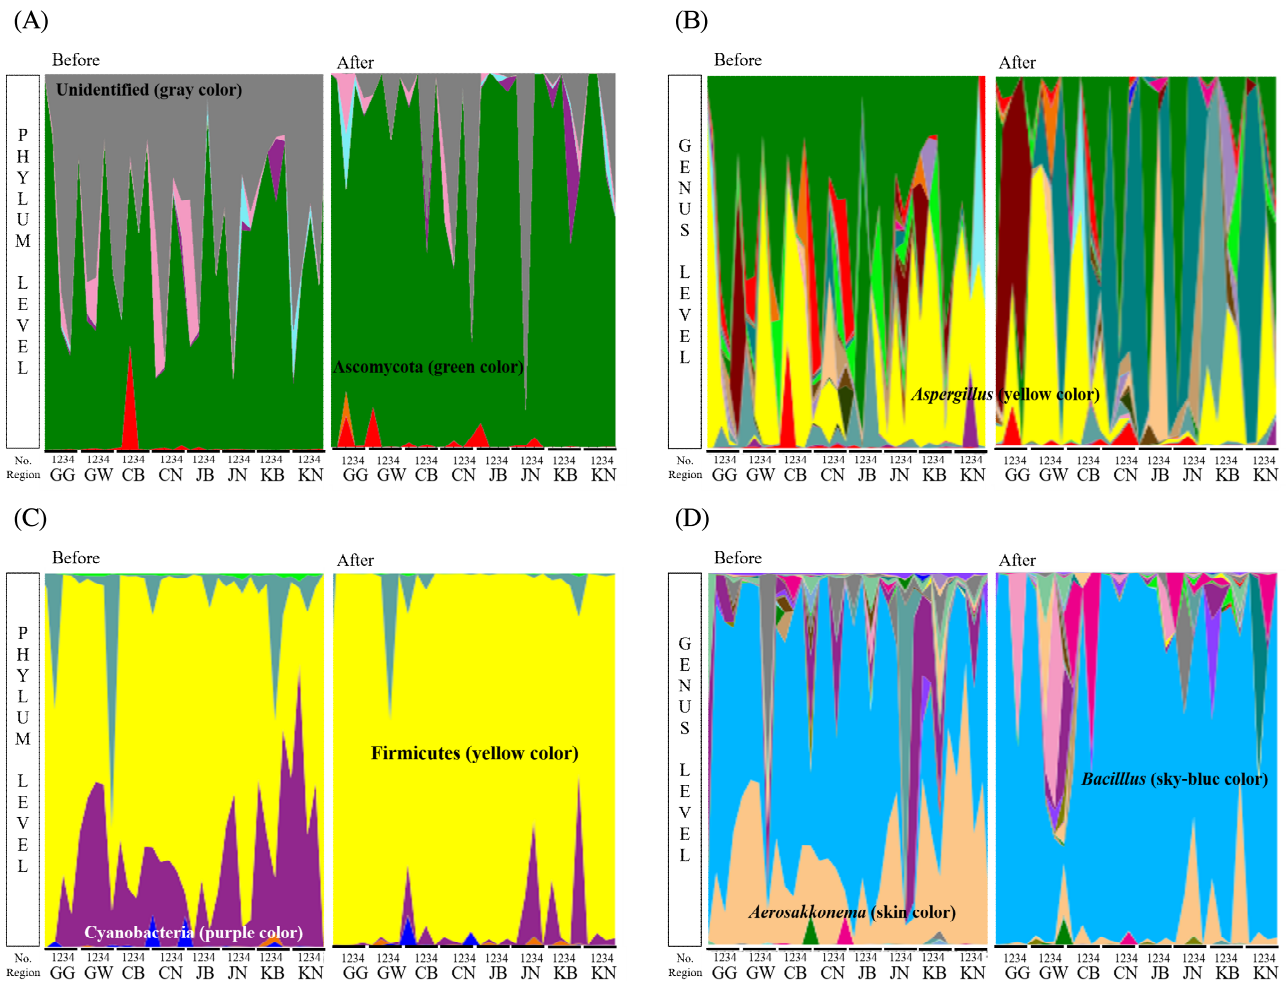 (A)
Before
After
PHYLUM LEVEL
Unidentified (gray color)
Ascomycota (green color)
No. 1234 1234 1234 1234 1234 1234 1234 1234 1234 1234 1234 1234 1234 1234 1234 1234
Region GG GW CB CN JB JN KB KN GG GW CB CN JB JN KB KN
(B)
Before
After
GENUS LEVEL
Aspergillus (yellow color)
No. 1234 1234 1234 1234 1234 1234 1234 1234 1234 1234 1234 1234 1234 1234 1234 1234
Region GG GW CB CN JB JN KB KN GG GW CB CN JB JN KB KN
(C)
Before
After
PHYLUM LEVEL
Firmicutes (yellow color)
Cyanobacteria (purple color)
No. 1234 1234 1234 1234 1234 1234 1234 1234 1234 1234 1234 1234 1234 1234 1234 1234
Region GG GW CB CN JB JN KB KN GG GW CB CN JB JN KB KN
(D)
Before
After
GENUS LEVEL
Bacilllus (sky-bluc color)
Aerosakkonema (skin color)
No. 1234 1234 1234 1234 1234 1234 1234 1234 1234 1234 1234 1234 1234 1234 1234 1234
Region GG GW CB CN JB JN KB KN GG GW CB CN JB JN KB KN